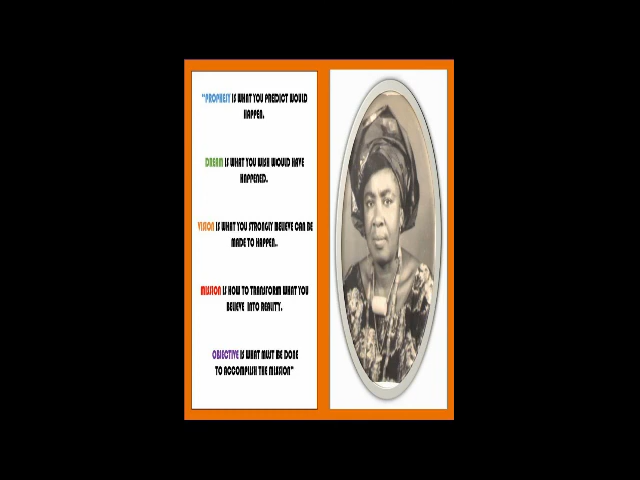 "PROPHESY IS WHAT YOU PREDICT WOULD
HAPPEN.
DREAM IS WHAT YOU WISH WOULD HAVE
HAPPENED.
VISION IS WHAT YOU STRONGLY BELIEVE CAN BE
MADE TO HAPPEN.
MISSION IS HOW TO TRANSFORM WHAT YOU
BELIEVE INTO REALITY.
OBJECTIVE IS WHAT MUST BE DONE
TO ACCOMPLISH THE MISSION"